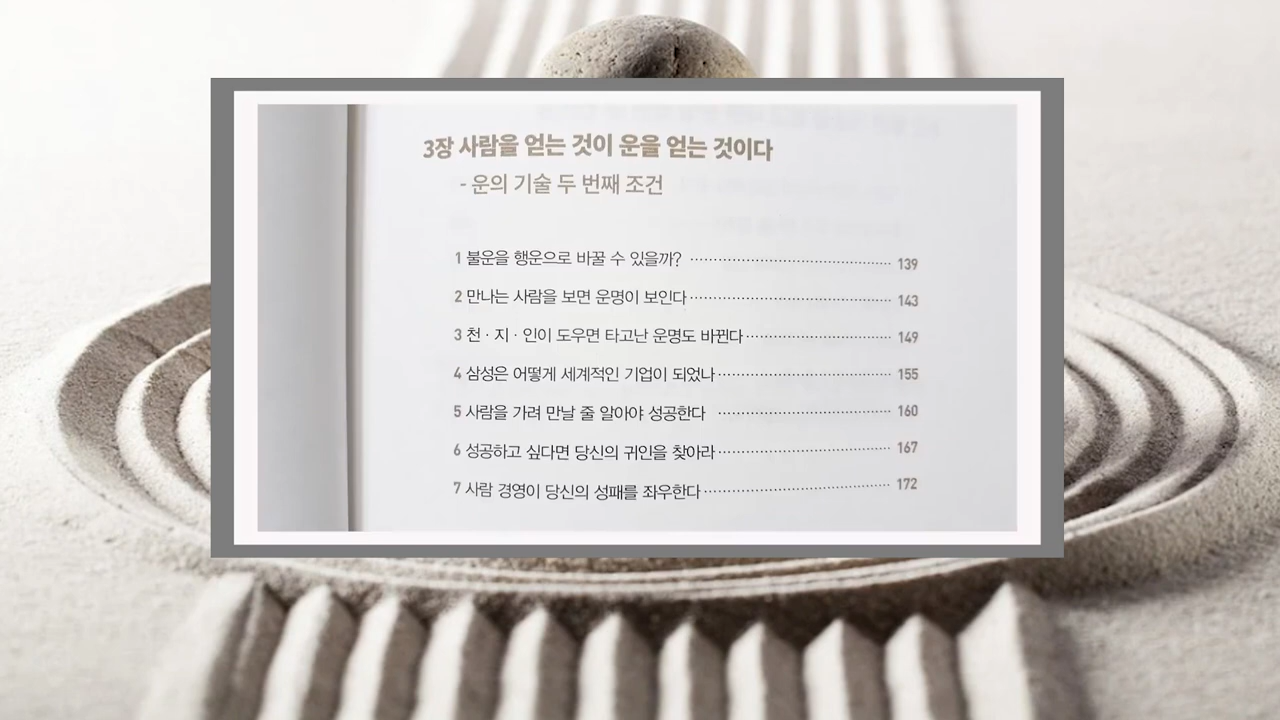 3장 사람을 얻는 것이 운을 얻는 것이다
- 운의 기술 두 번째 조건
1 불운을 행운으로 바꿀 수 있을까? 139
2 만나는 사람을 보면 운명이 보인다 143
3 천·지·인이 도우면 타고난 운명도 바뀐다 149
4 삼성은 어떻게 세계적인 기업이 되었나 155
5 사람을 가려 만날 줄 알아야 성공한다 160
6 성공하고 싶다면 당신의 귀인을 찾아라 167
7 사람 경영이 당신의 성패를 좌우한다 172